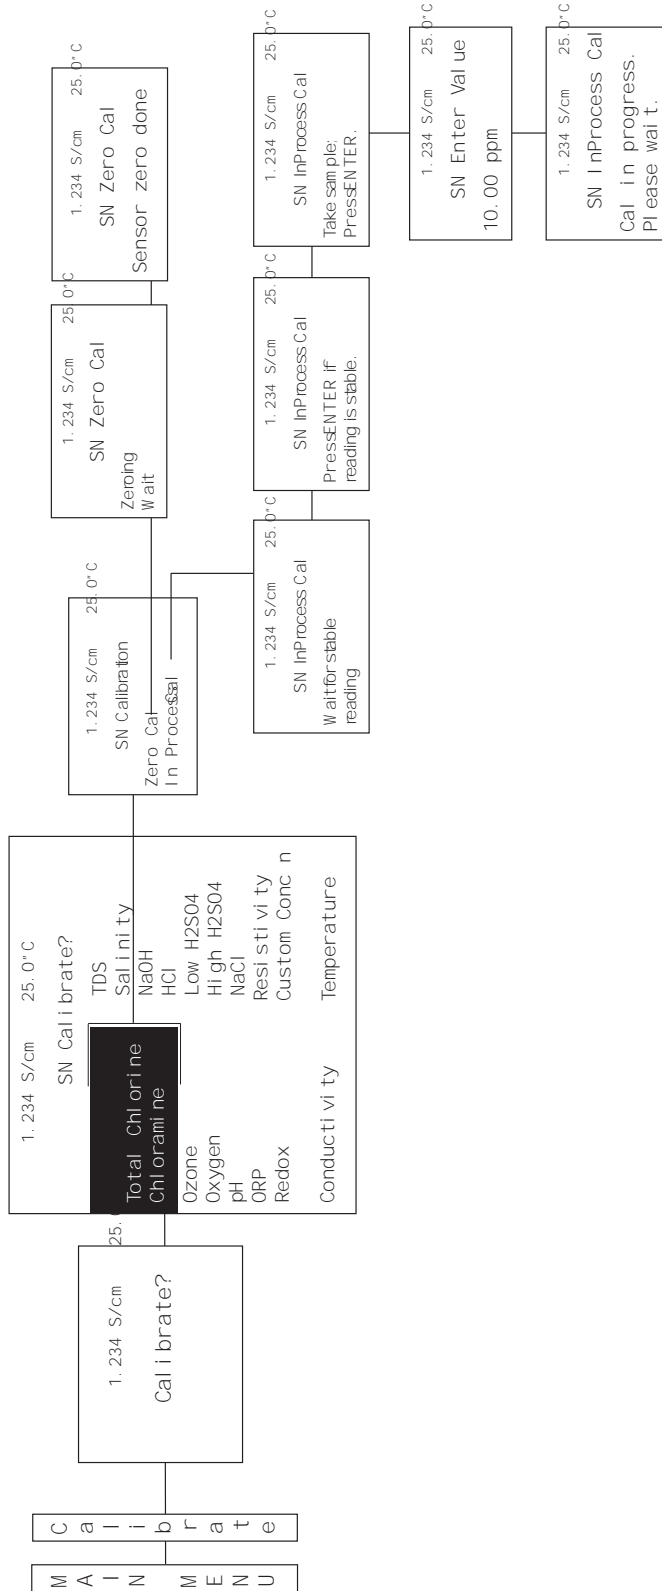 MAIN MENU
Calibrate
1.234 S/cm 25.
Calibrate?
1.234 S/cm 25.0°C
SN Calibrate?
Total Chlorine
Chloramine
Ozone
Oxygen
pH
ORP
Redox
Conductivity
TDS
Salinity
NaOH
HCl
Low H2SO4
High H2SO4
NaCl
Resistivity
Custom Conc n
Temperature
1.234 S/cm 25.0°C
SN Calibration
Zero Cal
In Process Cal
1.234 S/cm 25.0°C
SN Zero Cal
Zeroing
Wait
1.234 S/cm 25.0°C
SN Zero Cal
Sensor zero done
1.234 S/cm 25.0°C
SN InProcess Cal
Wait for stable
reading
1.234 S/cm 25.0°C
SN InProcess Cal
Press ENTER if
reading is stable.
1.234 S/cm 25.0°C
SN InProcess Cal
Take sample;
Press ENTER.
1.234 S/cm 25.0°C
SN Enter Value
10.00 ppm
1.234 S/cm 25.0°C
SN InProcess Cal
Cal in progress.
Please wait.